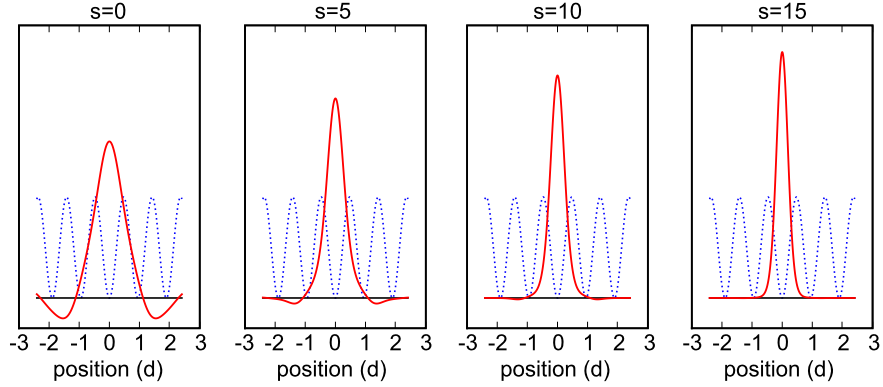 s=0 s=5 s=10 s=15
-3 -2 -1 0 1 2 3 -3 -2 -1 0 1 2 3 -3 -2 -1 0 1 2 3 -3 -2 -1 0 1 2 3
position (d) position (d) position (d) position (d)